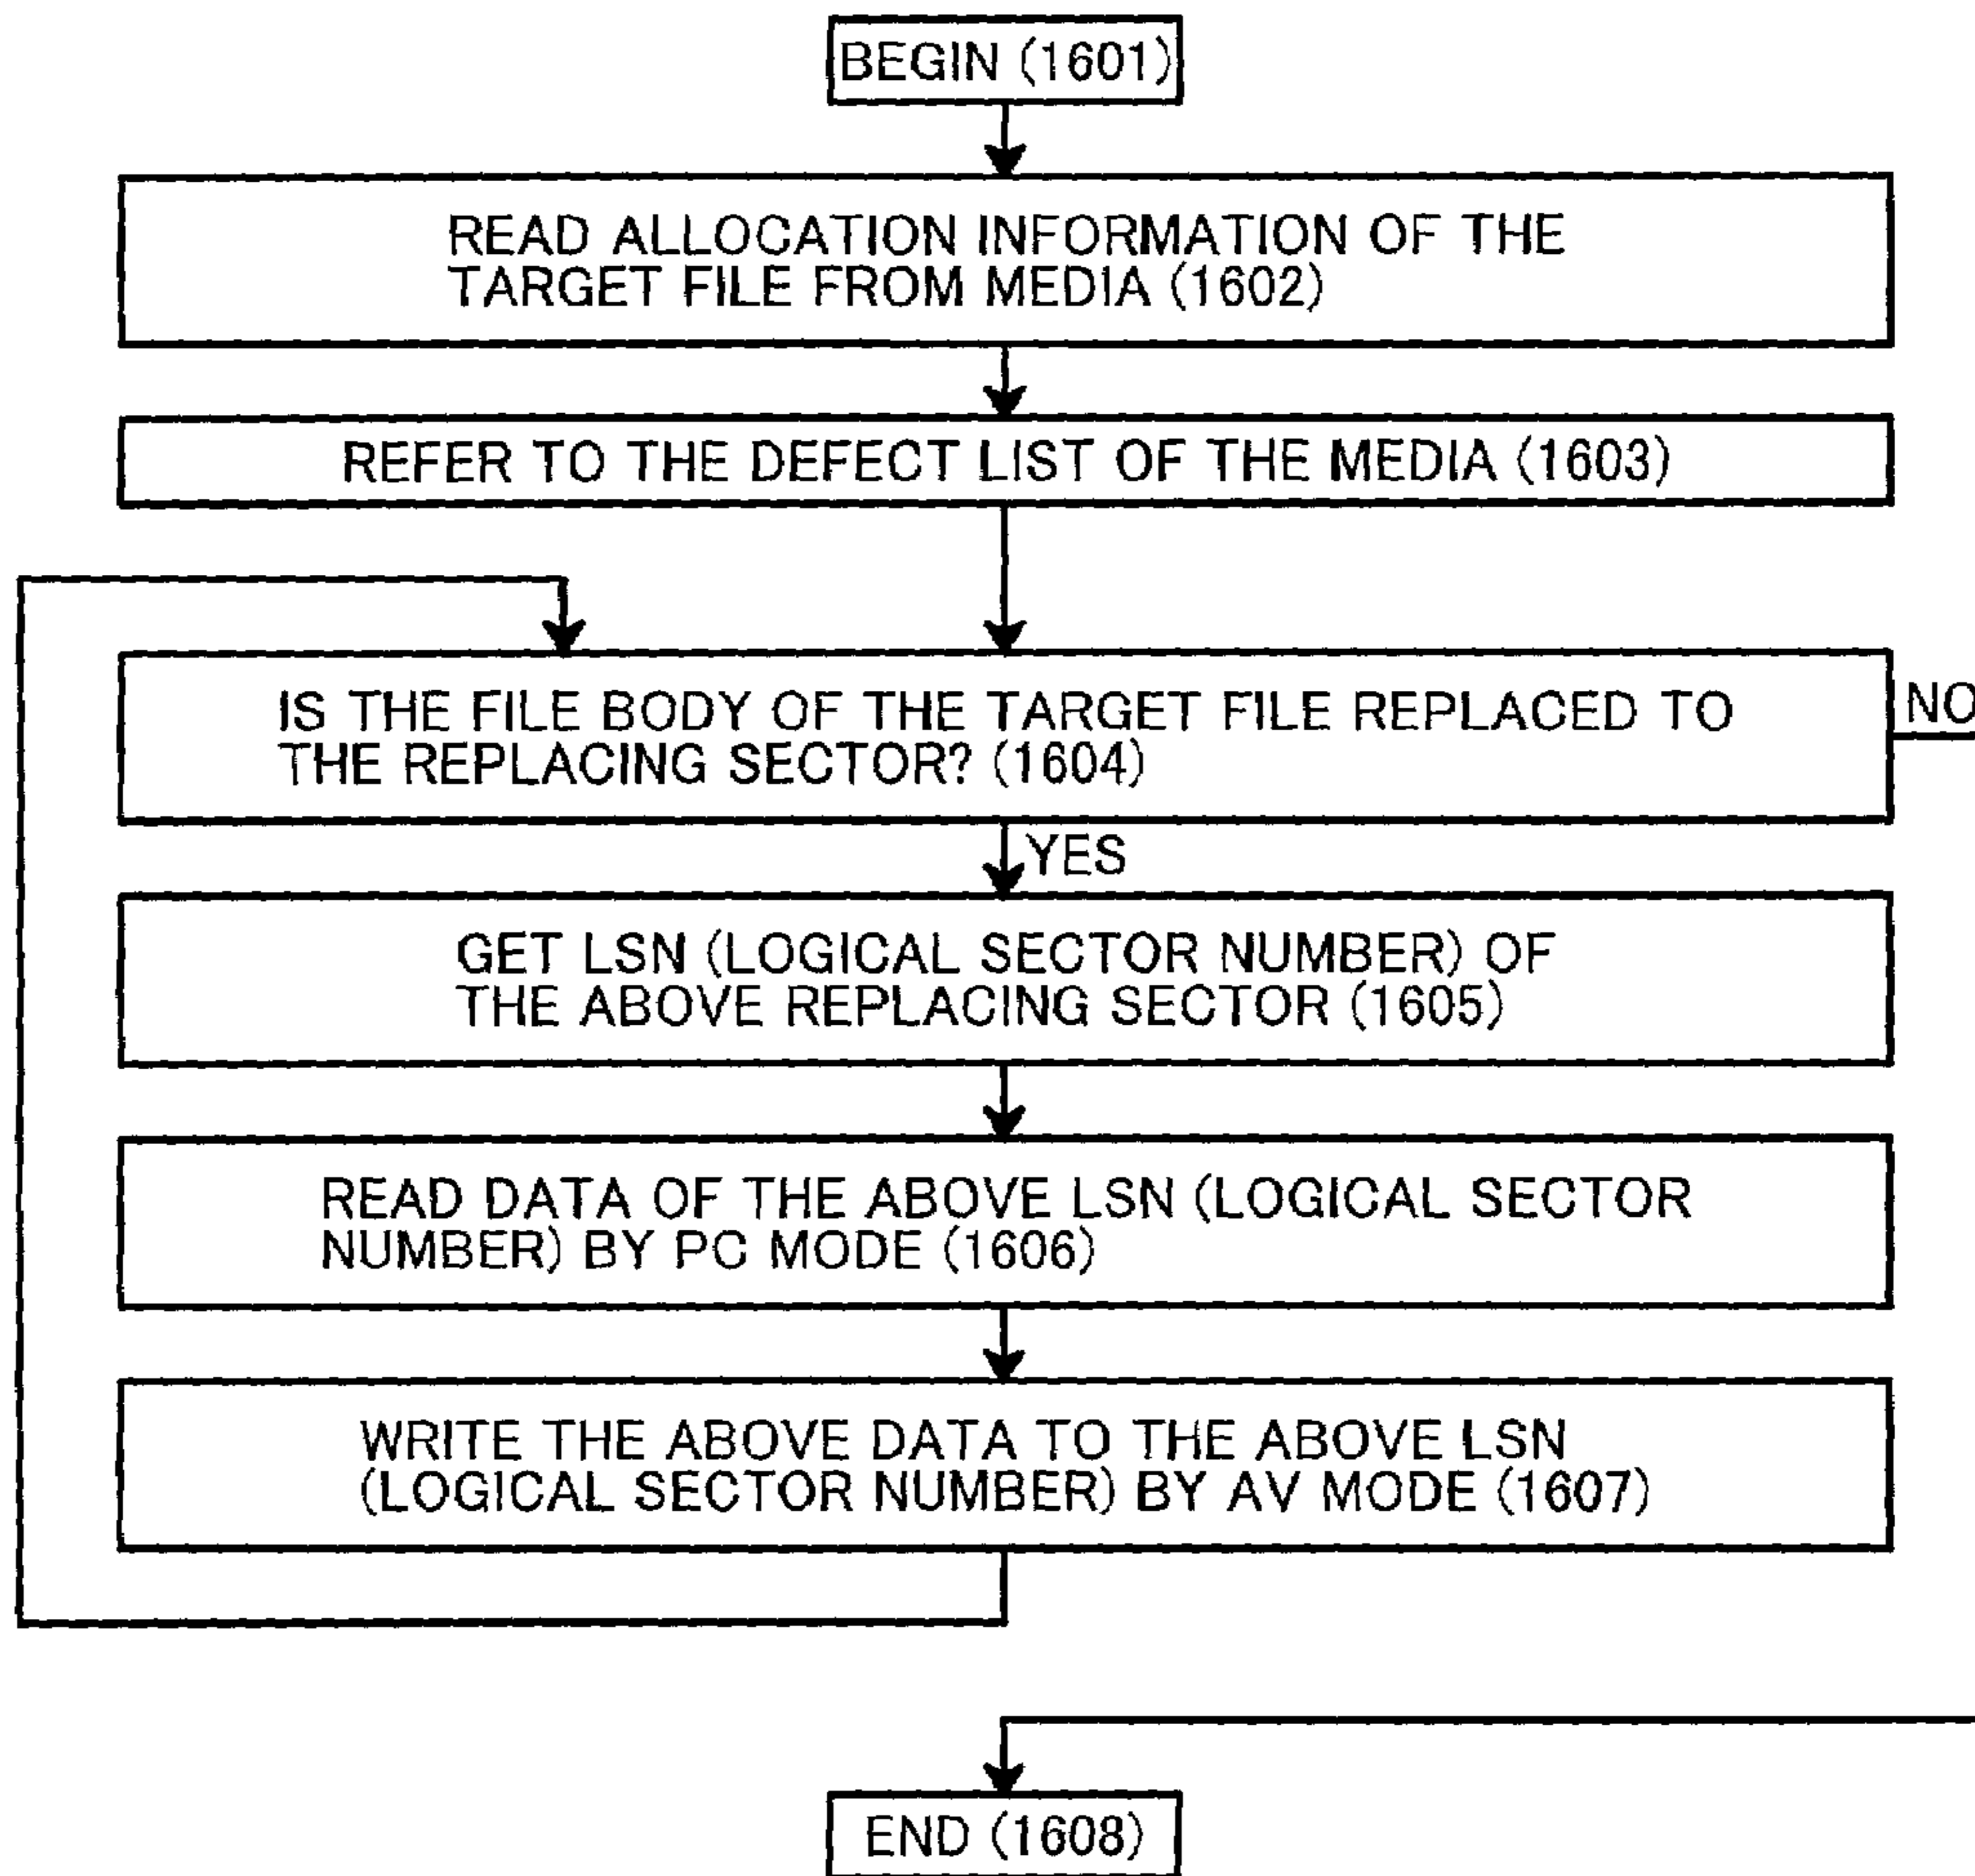 BEGIN (1601)
READ ALLOCATION INFORMATION OF THE
TARGET FILE FROM MEDIA (1602)
REFER TO THE DEFECT LIST OF THE MEDIA (1603)
IS THE FILE BODY OF THE TARGET FILE REPLACED TO
THE REPLACING SECTOR? (1604)
NO
YES
GET LSN (LOGICAL SECTOR NUMBER) OF
THE ABOVE REPLACING SECTOR (1605)
READ DATA OF THE ABOVE LSN (LOGICAL SECTOR
NUMBER) BY PC MODE (1606)
WRITE THE ABOVE DATA TO THE ABOVE LSN
(LOGICAL SECTOR NUMBER) BY AV MODE (1607)
END (1608)